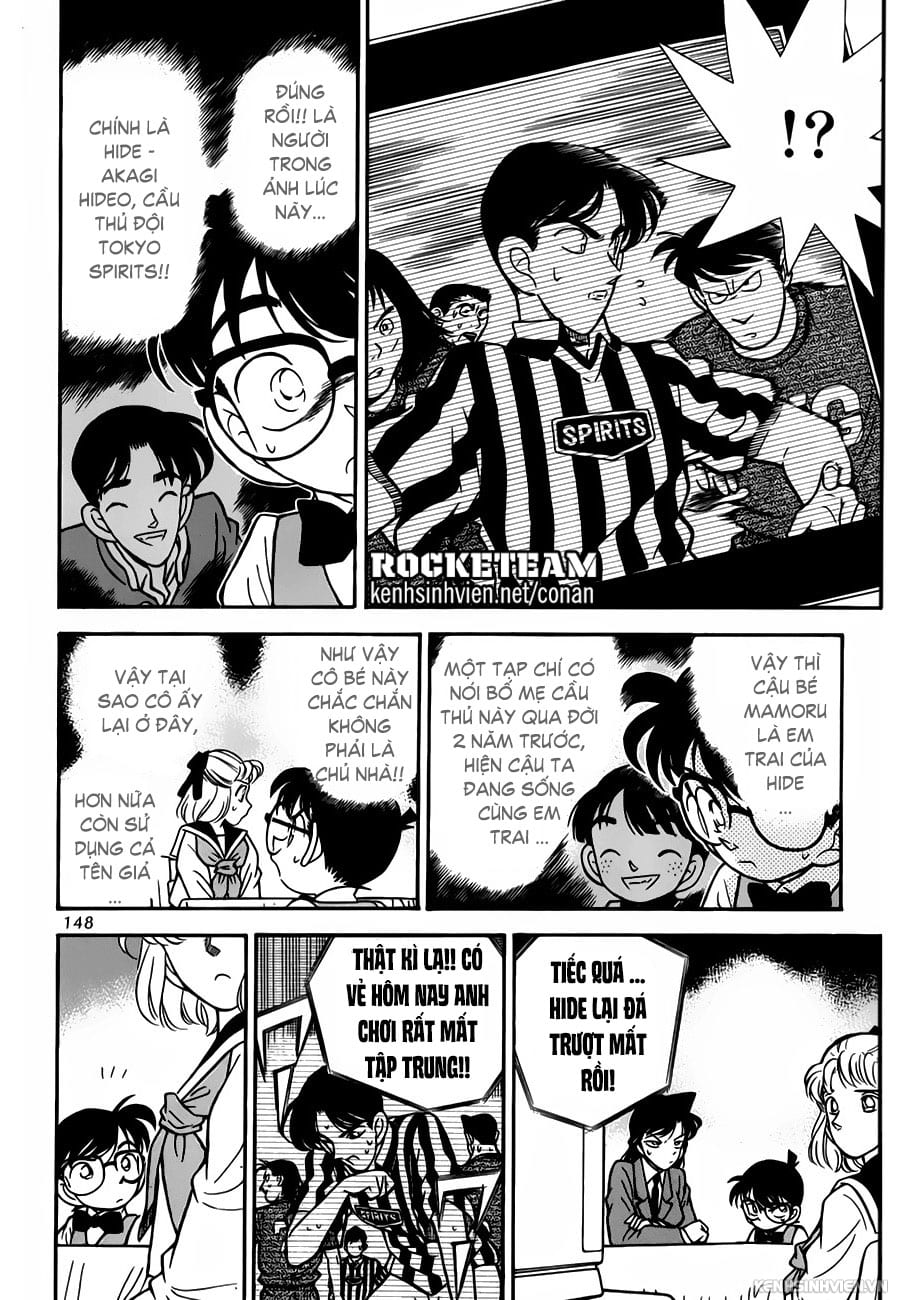 !?
ĐÚNG
RỒI!! LÀ
NGƯỜI
TRONG
ẢNH LÚC
NÀY...
CHÍNH LÀ
HIDE -
AKAGI
HIDEO, CẦU
THỦ ĐỘI
TOKYO
SPIRITS!!
SPIRITS
ROCKETEAM
kenhsinhvien.net/conan
VẬY THÌ
CẬU BÉ
MAMORU
LÀ EM
TRAI CỦA
HIDE
...
MỘT TẠP CHÍ CÓ
NÓI BỐ MẸ CẦU
THỦ NÀY QUA ĐỜI
2 NĂM TRƯỚC,
HIỆN CẬU TA
ĐANG SỐNG
CÙNG EM
TRAI ...
NHƯ VẬY
CÔ BÉ NÀY
CHẮC CHẮN
KHÔNG
PHẢI LÀ
CHỦ NHÀ!!
VẬY TẠI
SAO CÔ ẤY
LẠI Ở ĐÂY,
HƠN NỮA
CÒN SỬ
DỤNG CẢ
TÊN GIẢ
...
148
TIẾC QUÁ ...
HIDE LẠI ĐÁ
TRƯỢT MẤT
RỒI!
THẬT KÌ LẠ!! CÓ
VẺ HÔM NAY ANH
CHƠI RẤT MẤT
TẬP TRUNG!!
SPIRITS
KENHSINHVIEN.VN